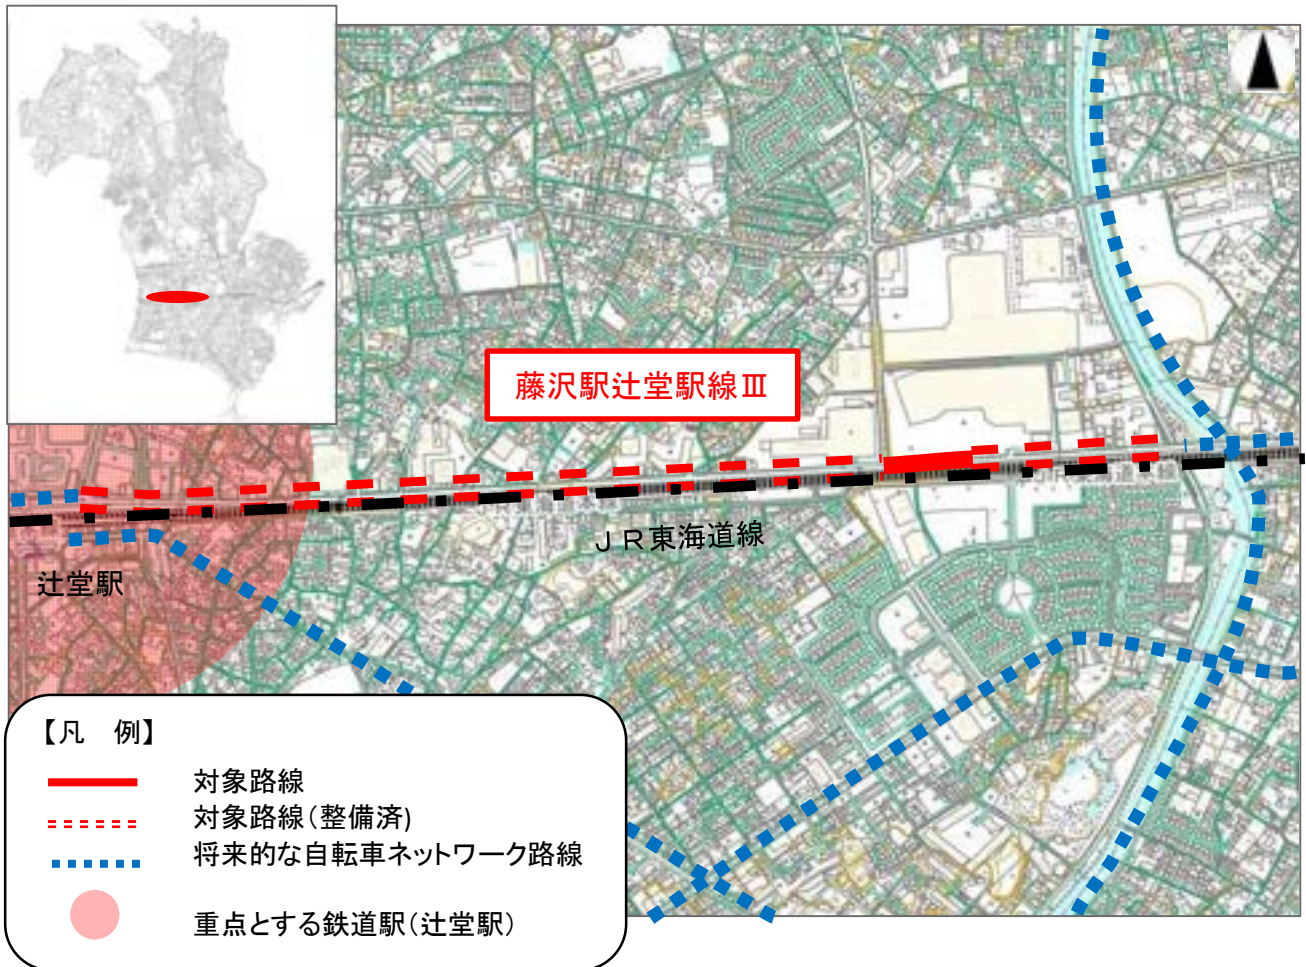 藤沢駅辻堂駅線Ⅲ
ＪＲ東海道線
辻堂駅
【凡　例】
対象路線
対象路線（整備済)
将来的な自転車ネットワーク路線
重点とする鉄道駅（辻堂駅）